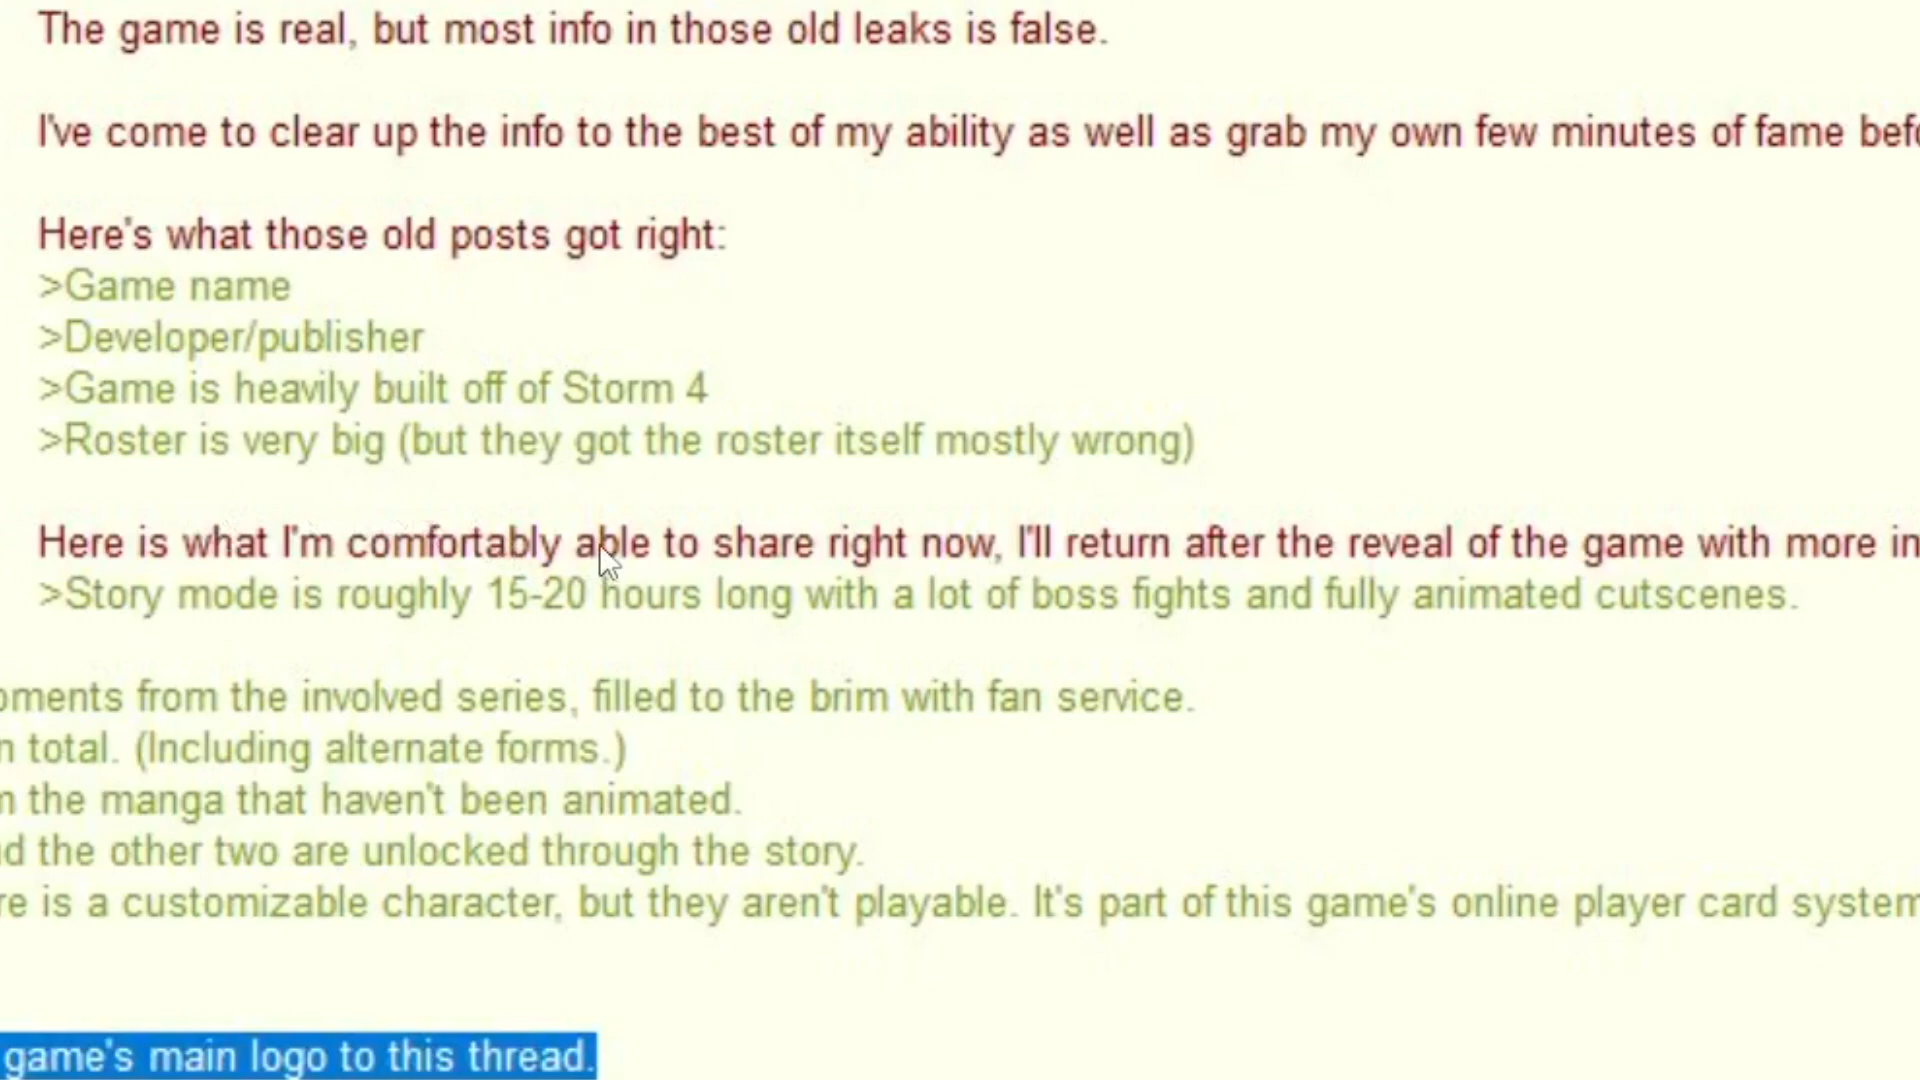 The game is real, but most info in those old leaks is false.
I've come to clear up the info to the best of my ability as well as grab my own few minutes of fame
Here's what those old posts got right:
>Game name
>Developer/publisher
>Game is heavily built off of Storm 4
>Roster is very big (but they got the roster itself mostly wrong)
Here is what I'm comfortably able to share right now, I'll return after the reveal of the game with more
>Story mode is roughly 15-20 hours long with a lot of boss fights and fully animated cutscenes.
from the involved series, filled to the brim with fan service.
total. (Including alternate forms.)
the manga that haven't been animated.
the other two are unlocked through the story.
is a customizable character, but they aren't playable. It's part of this game's online player card system
game's main logo to this thread.